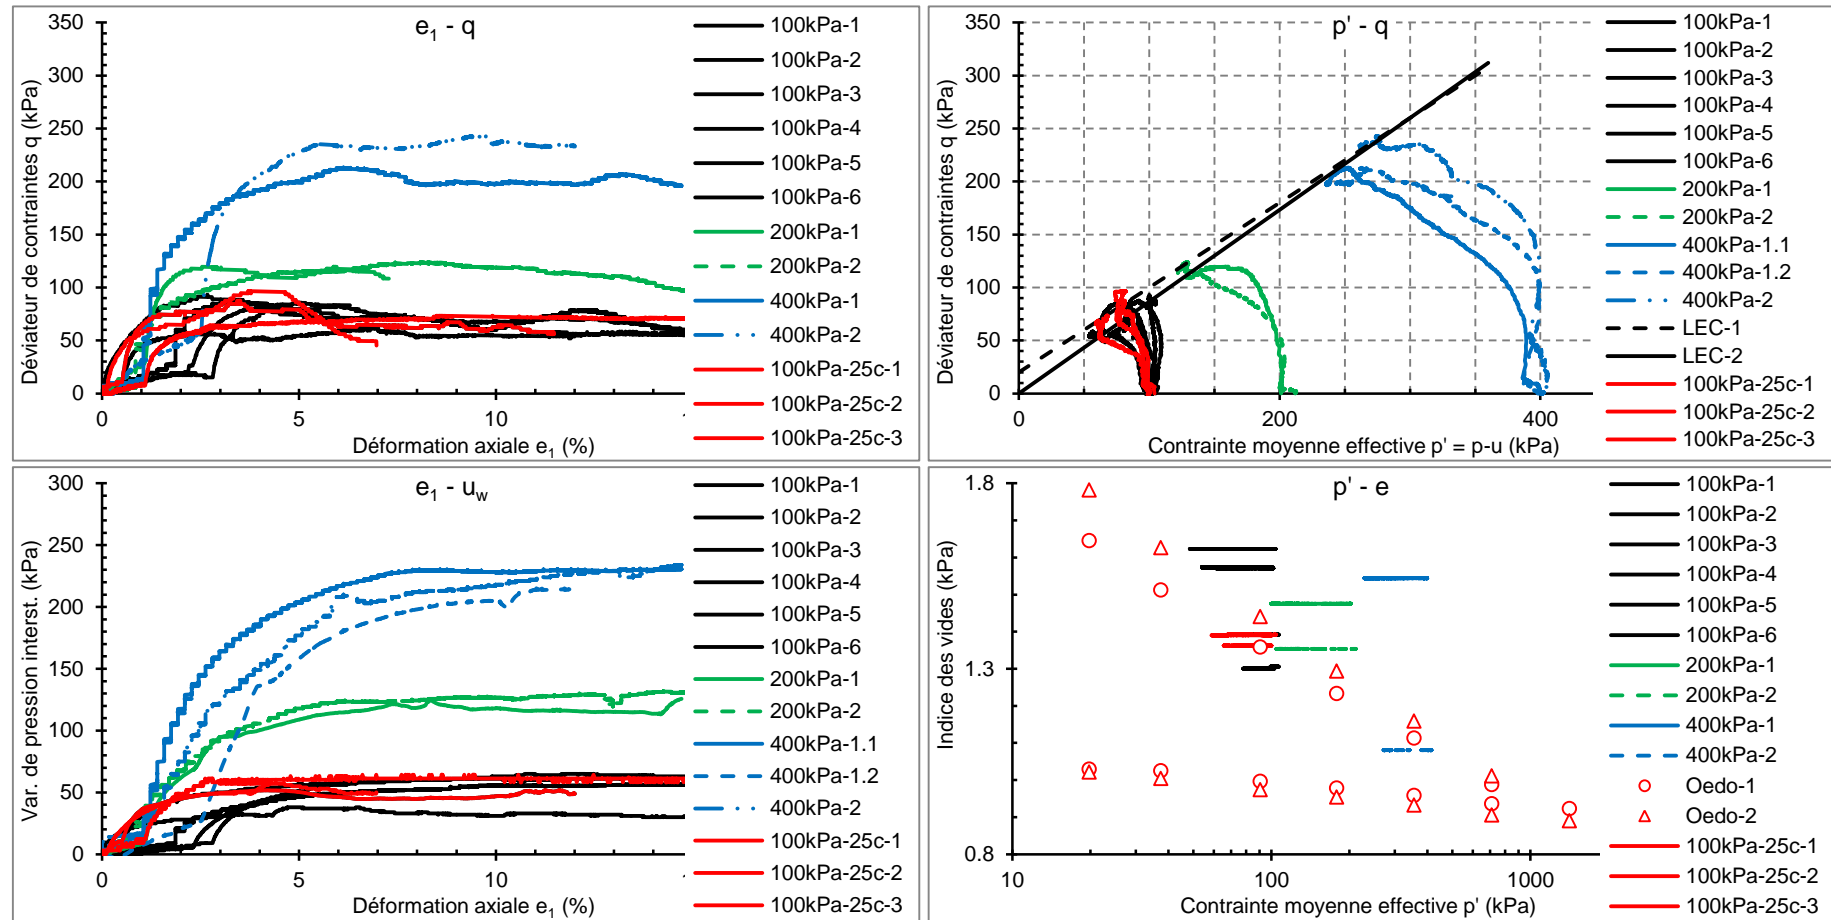 e1 - q
Déviateur de contraintes q (kPa)
350
300
250
200
150
100
50
0
0
5
10
1
Déformation axiale e1 (%)
100kPa-1
100kPa-2
100kPa-3
100kPa-4
100kPa-5
100kPa-6
200kPa-1
200kPa-2
400kPa-1
400kPa-2
100kPa-25c-1
100kPa-25c-2
100kPa-25c-3
p' - q
Déviateur de contraintes q (kPa)
350
300
250
200
150
100
50
0
0
200
400
Contrainte moyenne effective p' = p-u (kPa)
100kPa-1
100kPa-2
100kPa-3
100kPa-4
100kPa-5
100kPa-6
200kPa-1
200kPa-2
400kPa-1.1
400kPa-1.2
400kPa-2
LEC-1
LEC-2
100kPa-25c-1
100kPa-25c-2
100kPa-25c-3
e1 - uw
Var. de pression interst. (kPa)
300
250
200
150
100
50
0
0
5
10
1
Déformation axiale e1 (%)
100kPa-1
100kPa-2
100kPa-3
100kPa-4
100kPa-5
100kPa-6
200kPa-1
200kPa-2
400kPa-1.1
400kPa-1.2
400kPa-2
100kPa-25c-1
100kPa-25c-2
100kPa-25c-3
p' - e
Indice des vides (kPa)
1.8
1.3
0.8
10
100
1000
Contrainte moyenne effective p' (kPa)
100kPa-1
100kPa-2
100kPa-3
100kPa-4
100kPa-5
100kPa-6
200kPa-1
200kPa-2
400kPa-1
400kPa-2
Oedo-1
Oedo-2
100kPa-25c-1
100kPa-25c-2
100kPa-25c-3